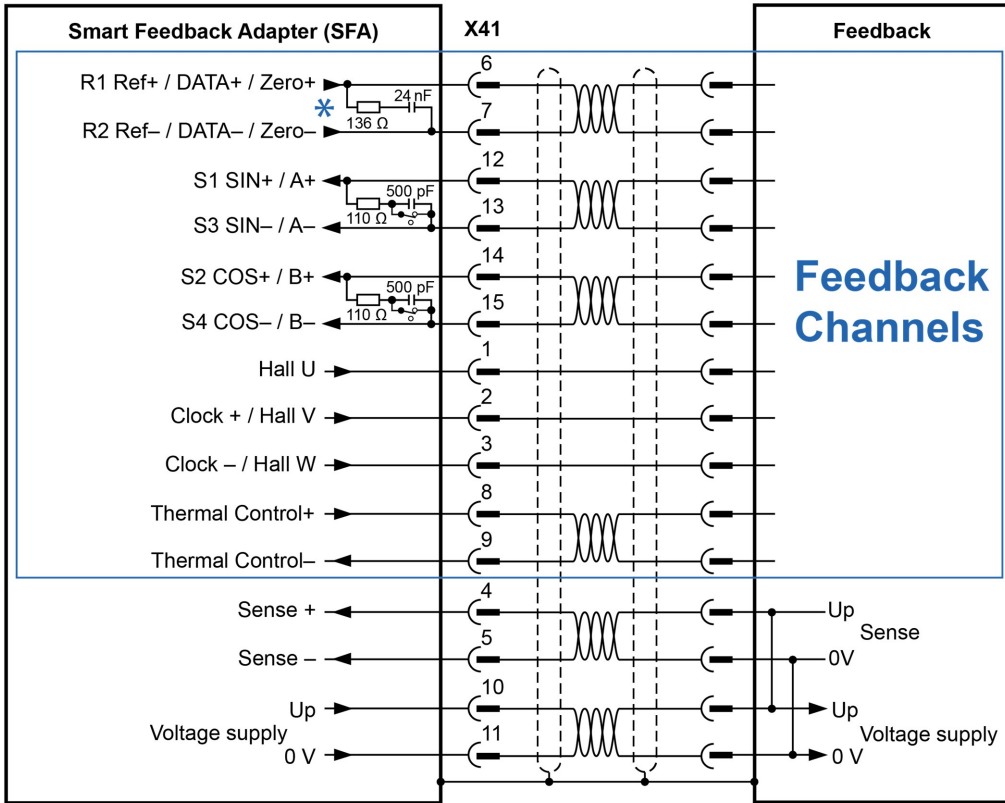 Smart Feedback Adapter (SFA)
X41
Feedback
R1 Ref+ / DATA+ / Zero+
6
24 nF
*
136 Ω
7
R2 Ref– / DATA– / Zero–
S1 SIN+ / A+
12
500 pF
110 Ω
13
S3 SIN– / A–
S2 COS+ / B+
14
500 pF
110 Ω
15
S4 COS– / B–
Feedback
Channels
Hall U
1
Clock + / Hall V
2
Clock – / Hall W
3
Thermal Control+
8
Thermal Control–
9
Sense +
4
Up
Sense
Sense –
5
0V
Up
10
Up
Voltage supply
Voltage supply
0 V
11
0 V